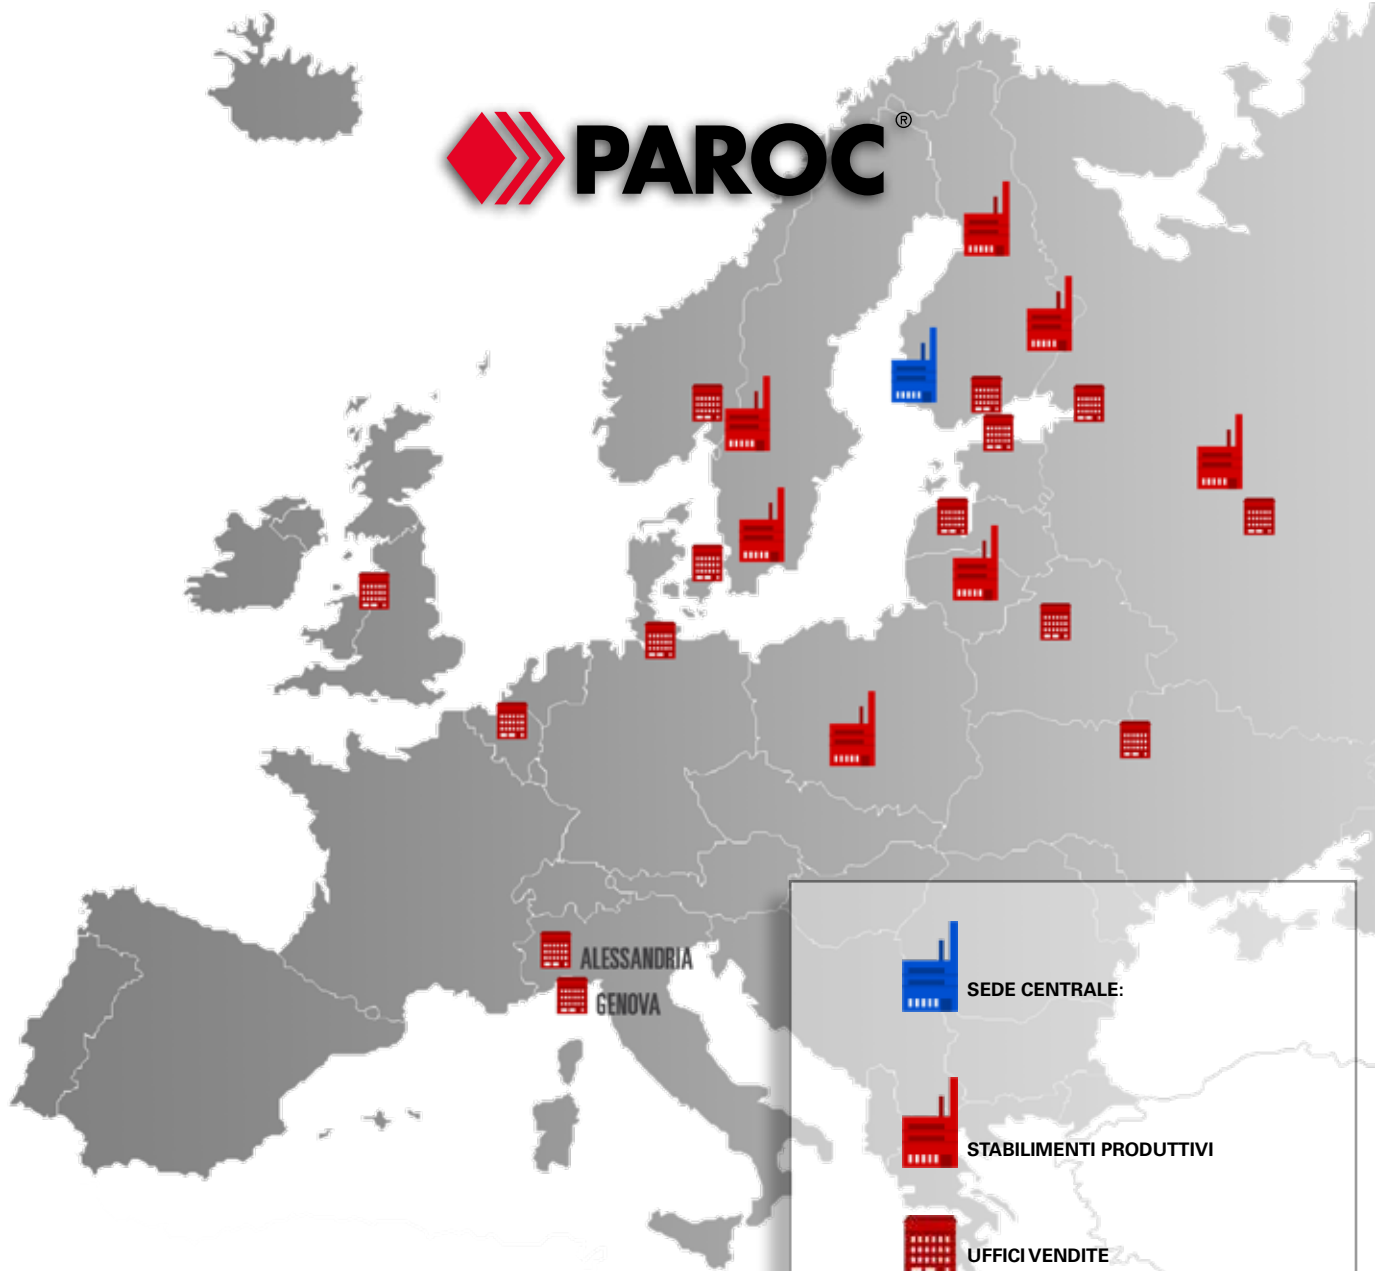 PAROC®
ALESSANDRIA
GENOVA
SEDE CENTRALE:
STABILIMENTI PRODUTTIVI
UFFICI VENDITE